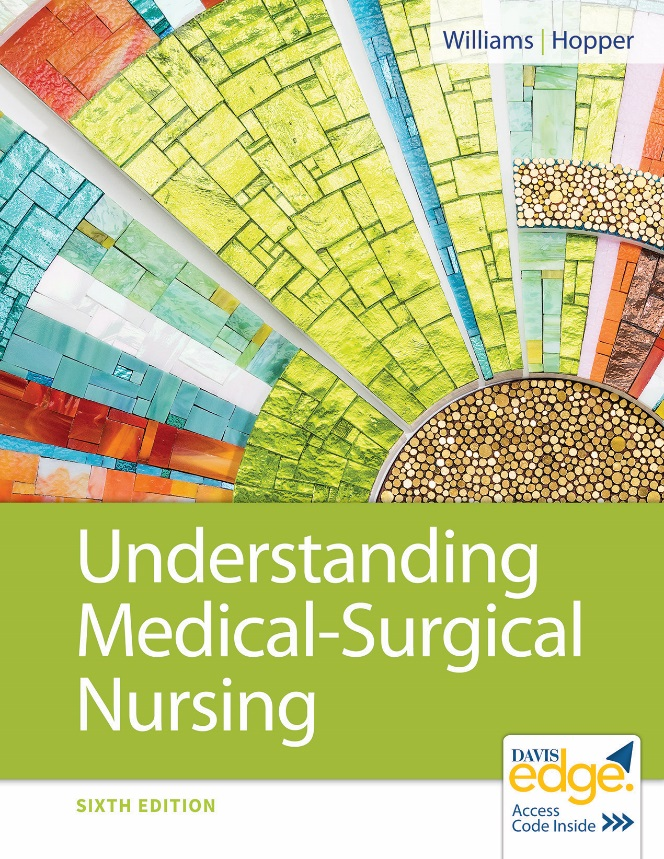 Williams | Hopper
Understanding
Medical-Surgical
Nursing
SIXTH EDITION
DAVIS
edge.
Access
Code Inside >>>